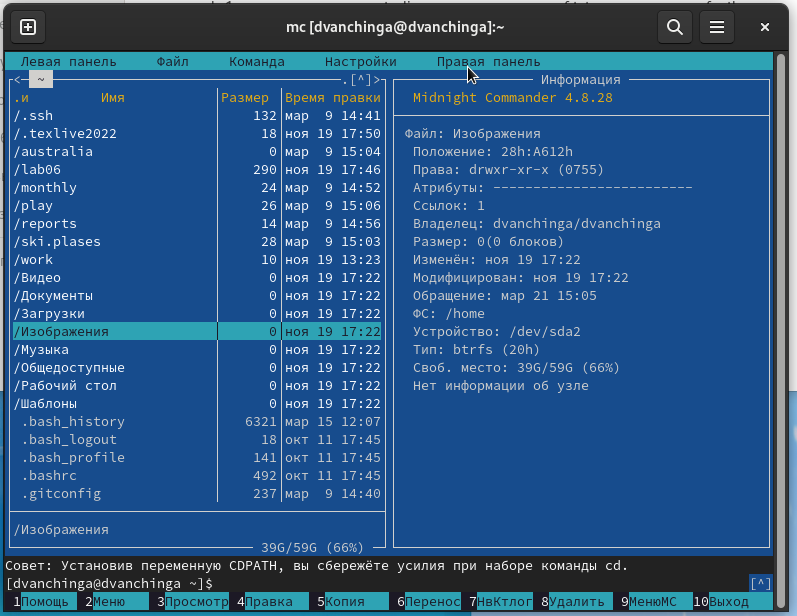 mc [dvanchinga@dvanchinga]:~
Левая панель Файл Команда Настройки Правая панель
<— ~ .[^]>
.и Имя Размер Время правки
/.ssh 132 мар 9 14:41
/.texlive2022 18 ноя 19 17:50
/australia 0 мар 9 15:04
/lab06 290 ноя 19 17:46
/monthly 24 мар 9 14:52
/play 26 мар 9 15:06
/reports 14 мар 9 14:56
/ski.plases 28 мар 9 15:03
/work 10 ноя 19 13:23
/Видео 0 ноя 19 17:22
/Документы 0 ноя 19 17:22
/Загрузки 0 ноя 19 17:22
/Изображения 0 ноя 19 17:22
/Музыка 0 ноя 19 17:22
/Общедоступные 0 ноя 19 17:22
/Рабочий стол 0 ноя 19 17:22
/Шаблоны 0 ноя 19 17:22
.bash_history 6321 мар 15 12:07
.bash_logout 18 окт 11 17:45
.bash_profile 141 окт 11 17:45
.bashrc 492 окт 11 17:45
.gitconfig 237 мар 9 14:40
/Изображения
39G/59G (66%)
Информация
Midnight Commander 4.8.28
Файл: Изображения
Положение: 28h:A612h
Права: drwxr-xr-x (0755)
Атрибуты: -------------------------
Ссылок: 1
Владелец: dvanchinga/dvanchinga
Размер: 0(0 блоков)
Изменён: ноя 19 17:22
Модифицирован: ноя 19 17:22
Обращение: мар 21 15:05
ФС: /home
Устройство: /dev/sda2
Тип: btrfs (20h)
Своб. место: 39G/59G (66%)
Нет информации об узле
Совет: Установив переменную CDPATH, вы сбережёте усилия при наборе команды cd.
[dvanchinga@dvanchinga ~]$ [^]
1Помощь 2Меню 3Просмотр 4Правка 5Копия 6Перенос 7НвКтлог 8Удалить 9МенюМС 10Выход